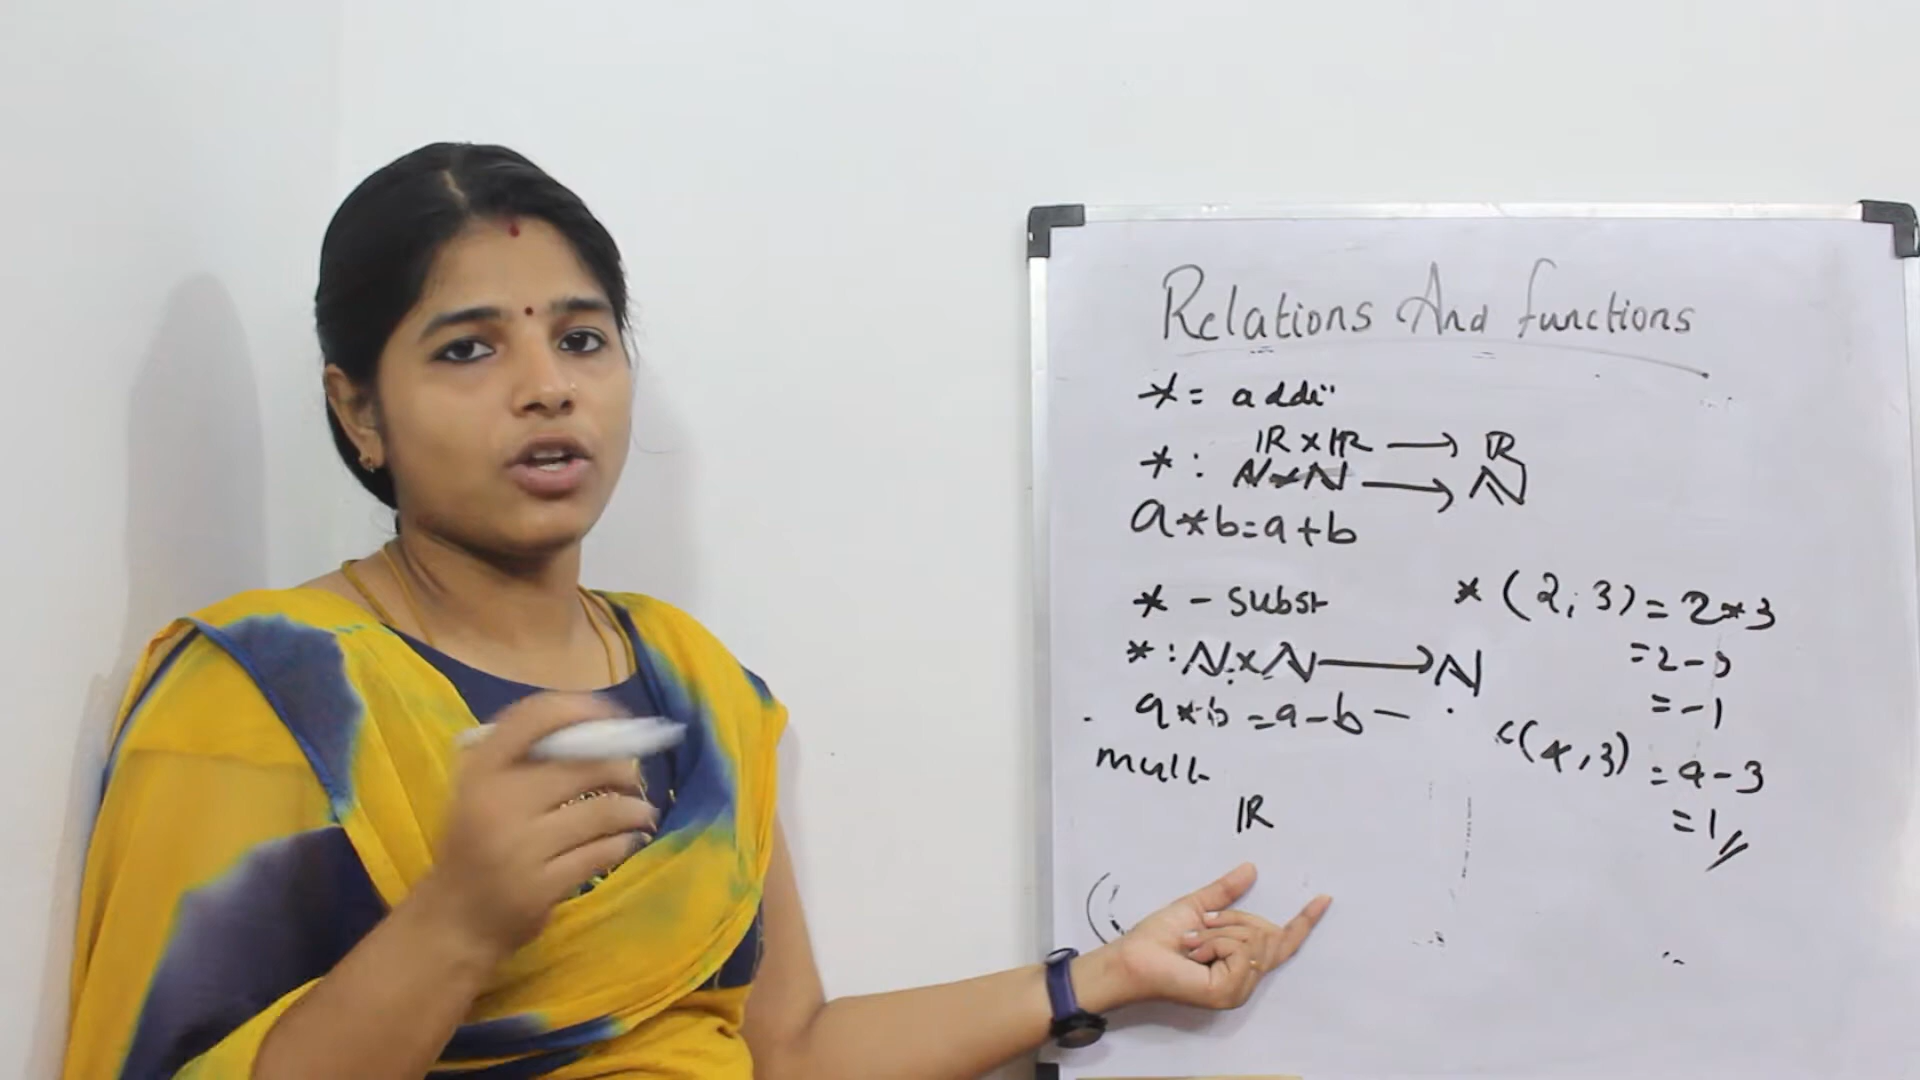 Relations And functions
* = addi"
* : IR x IR → IR
N x N → N
a * b = a + b
* - subst
* : N x N → N
a * b = a - b -
mult
IR
* (2, 3) = 2 * 3
= 2 - 3
= -1
(4, 3) = 4 - 3
= 1